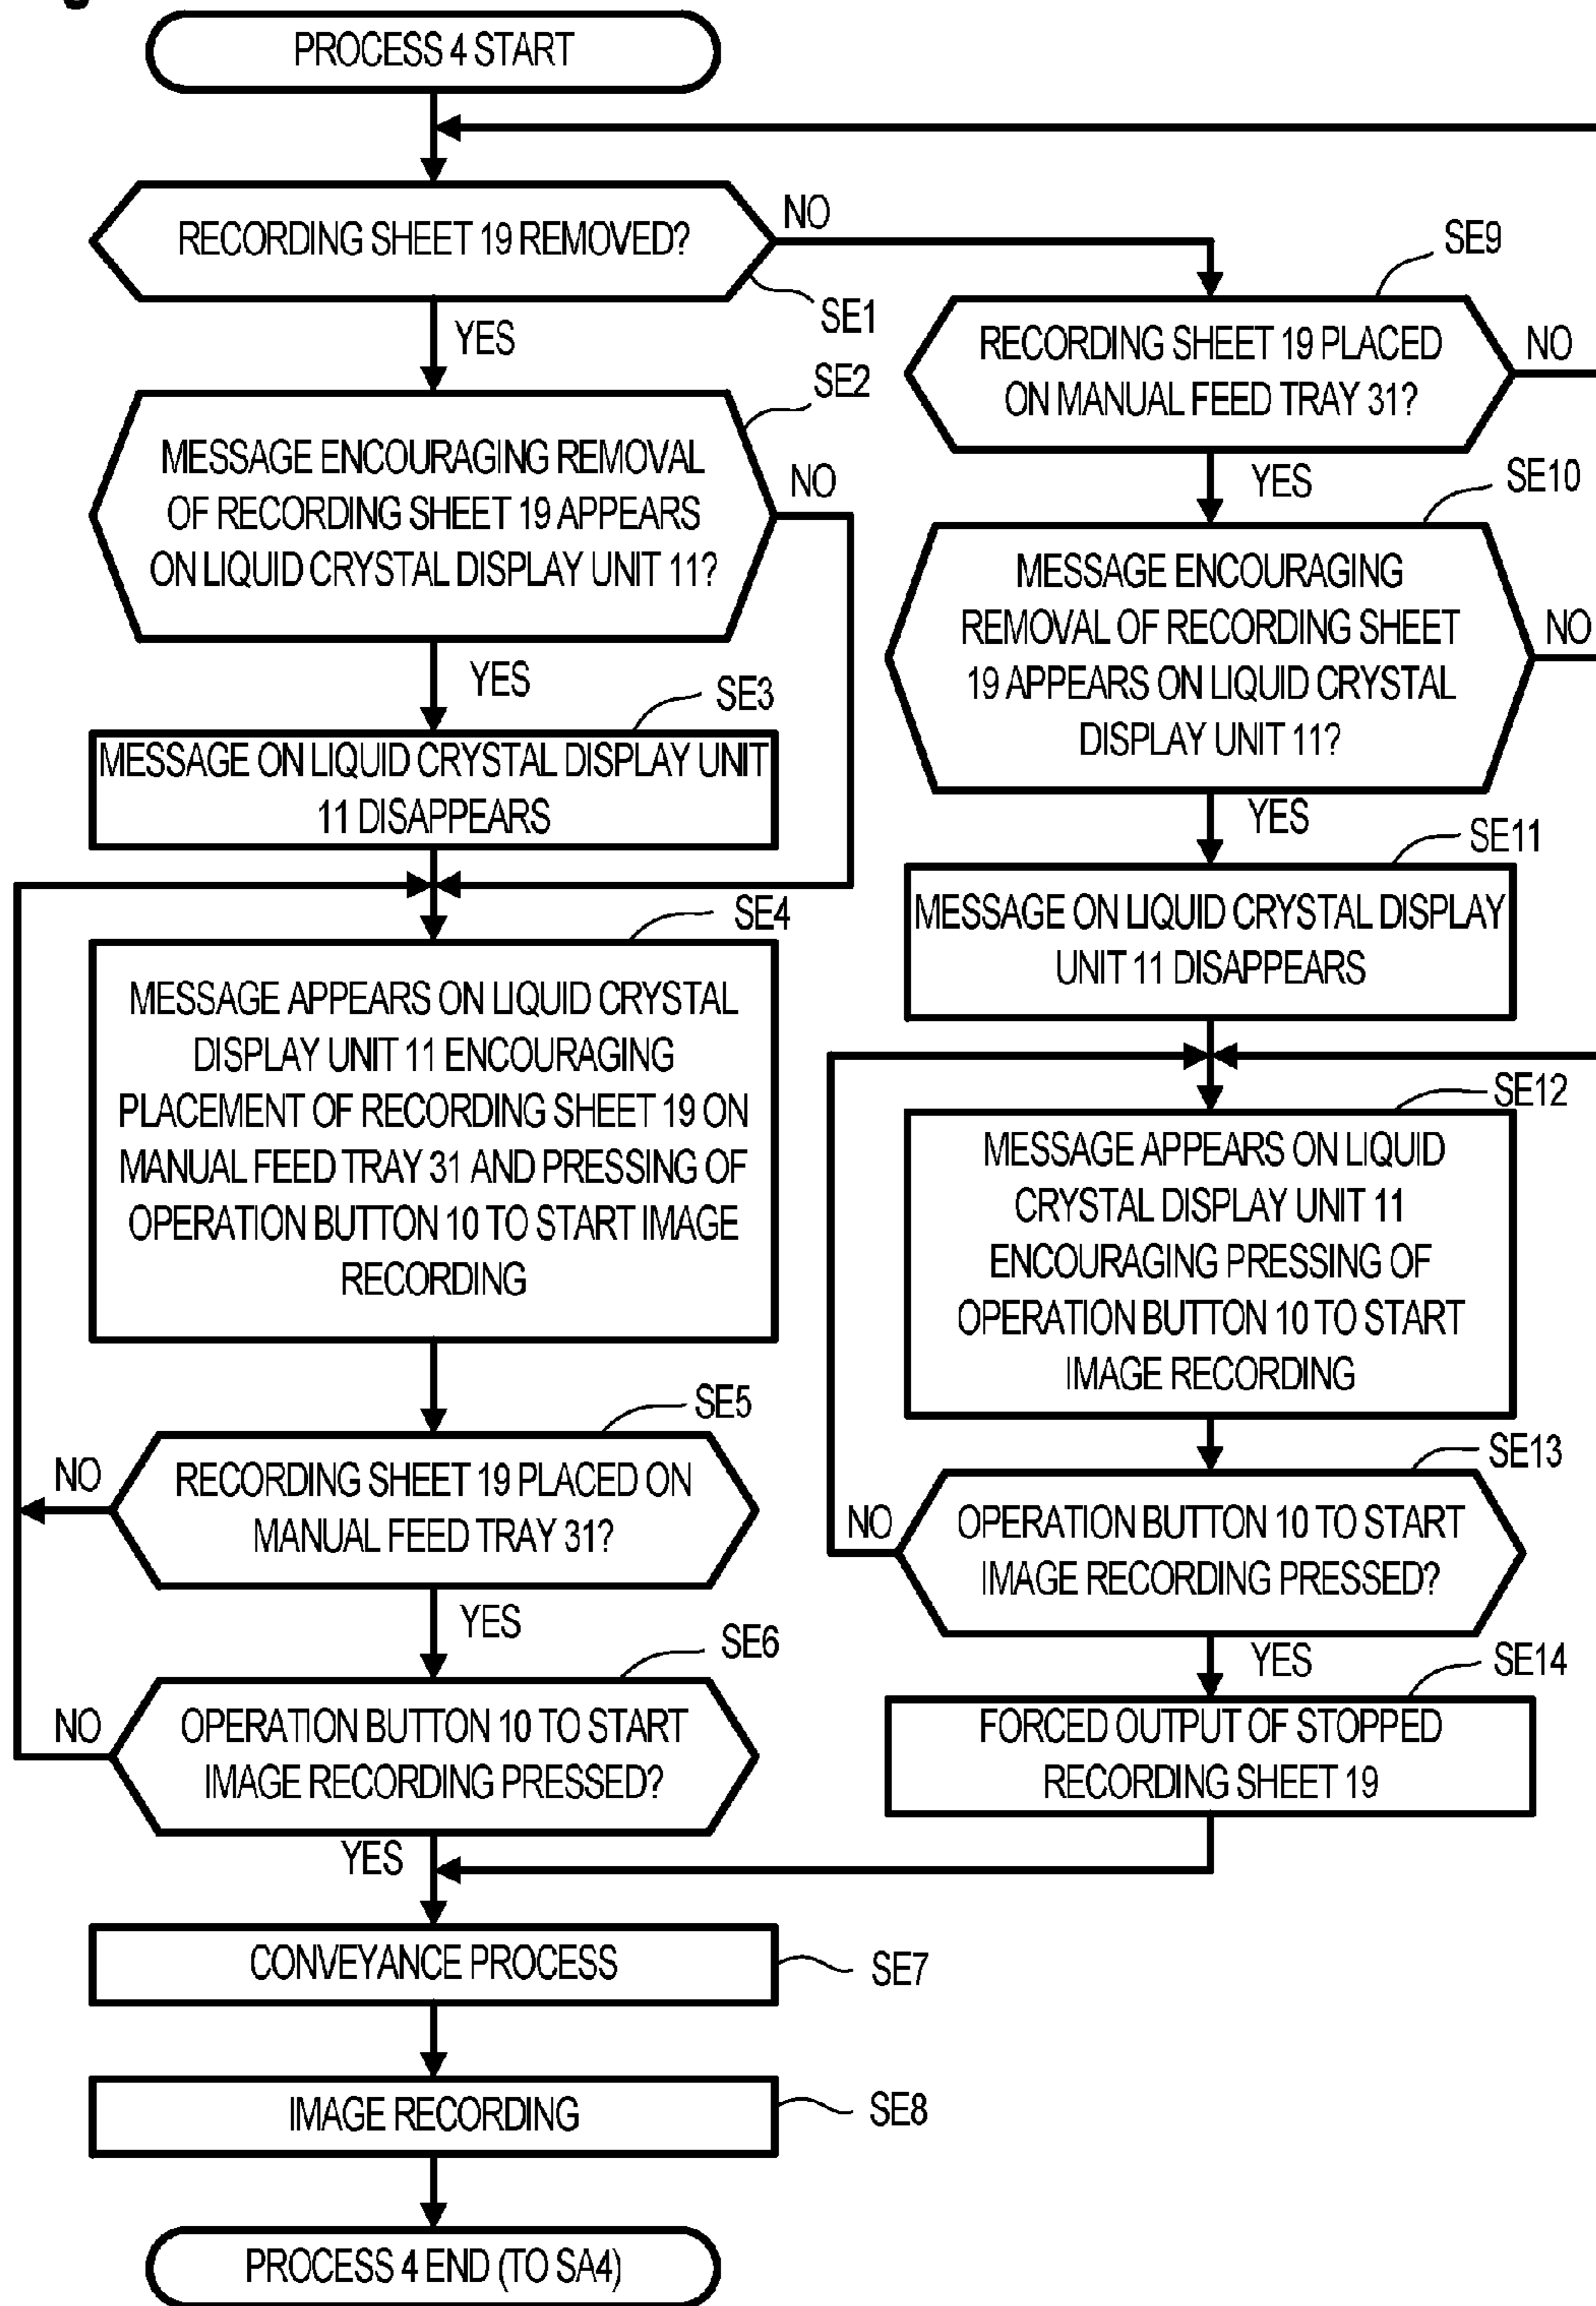 PROCESS 4 START
RECORDING SHEET 19 REMOVED?
NO
SE1
YES
SE2
MESSAGE ENCOURAGING REMOVAL
OF RECORDING SHEET 19 APPEARS
ON LIQUID CRYSTAL DISPLAY UNIT 11?
NO
YES
SE3
MESSAGE ON LIQUID CRYSTAL DISPLAY UNIT
11 DISAPPEARS
SE4
MESSAGE APPEARS ON LIQUID CRYSTAL
DISPLAY UNIT 11 ENCOURAGING
PLACEMENT OF RECORDING SHEET 19 ON
MANUAL FEED TRAY 31 AND PRESSING OF
OPERATION BUTTON 10 TO START IMAGE
RECORDING
SE5
NO
RECORDING SHEET 19 PLACED ON
MANUAL FEED TRAY 31?
YES
SE6
NO
OPERATION BUTTON 10 TO START
IMAGE RECORDING PRESSED?
YES
CONVEYANCE PROCESS
SE7
IMAGE RECORDING
SE8
PROCESS 4 END (TO SA4)
SE9
RECORDING SHEET 19 PLACED
ON MANUAL FEED TRAY 31?
NO
YES
SE10
MESSAGE ENCOURAGING
REMOVAL OF RECORDING SHEET
19 APPEARS ON LIQUID CRYSTAL
DISPLAY UNIT 11?
NO
YES
SE11
MESSAGE ON LIQUID CRYSTAL DISPLAY
UNIT 11 DISAPPEARS
SE12
MESSAGE APPEARS ON LIQUID
CRYSTAL DISPLAY UNIT 11
ENCOURAGING PRESSING OF
OPERATION BUTTON 10 TO START
IMAGE RECORDING
SE13
NO
OPERATION BUTTON 10 TO START
IMAGE RECORDING PRESSED?
YES
SE14
FORCED OUTPUT OF STOPPED
RECORDING SHEET 19